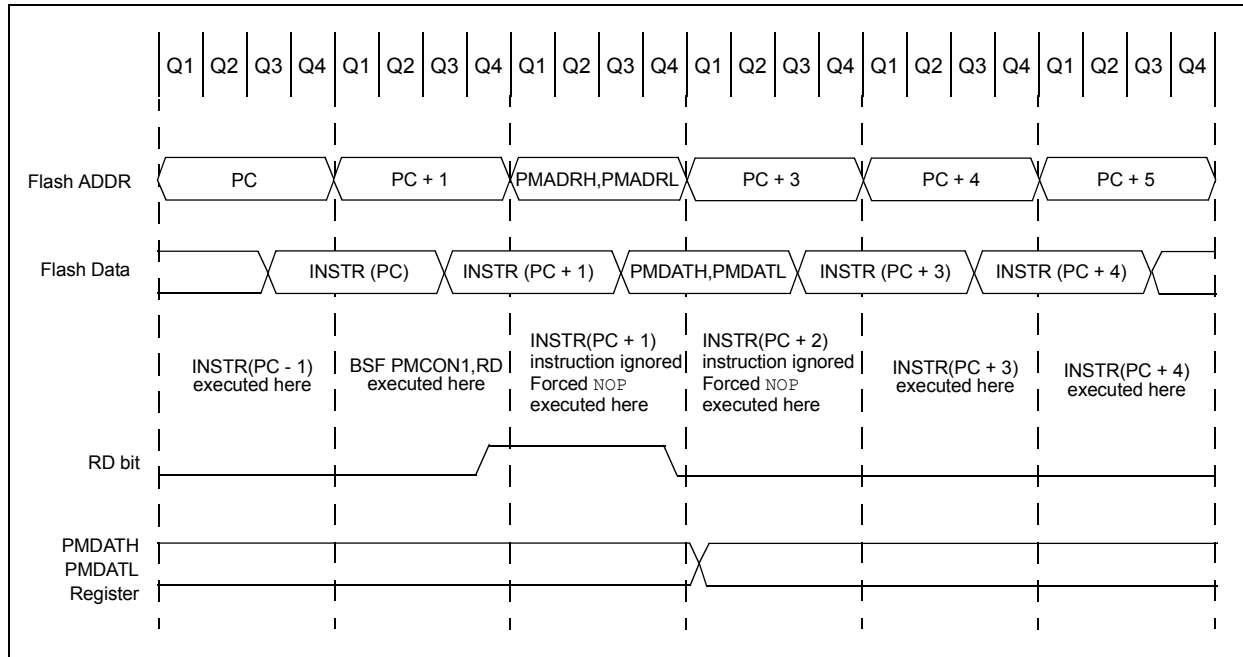 Q1 Q2 Q3 Q4 Q1 Q2 Q3 Q4 Q1 Q2 Q3 Q4 Q1 Q2 Q3 Q4 Q1 Q2 Q3 Q4 Q1 Q2 Q3 Q4
Flash ADDR PC PC + 1 PMADRH,PMADRL PC + 3 PC + 4 PC + 5
Flash Data INSTR (PC) INSTR (PC + 1) PMDATH,PMDATL INSTR (PC + 3) INSTR (PC + 4)
INSTR(PC - 1)
executed here
BSF PMCON1,RD
executed here
INSTR(PC + 1)
instruction ignored
Forced NOP
executed here
INSTR(PC + 2)
instruction ignored
Forced NOP
executed here
INSTR(PC + 3)
executed here
INSTR(PC + 4)
executed here
RD bit
PMDATH
PMDATL
Register